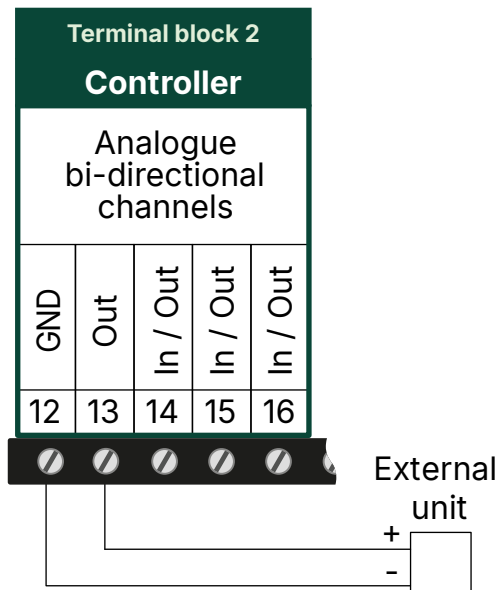 Terminal block 2
Controller
Analogue
bi-directional
channels
GND
Out
In / Out
In / Out
In / Out
12
13
14
15
16
External
unit
+
-